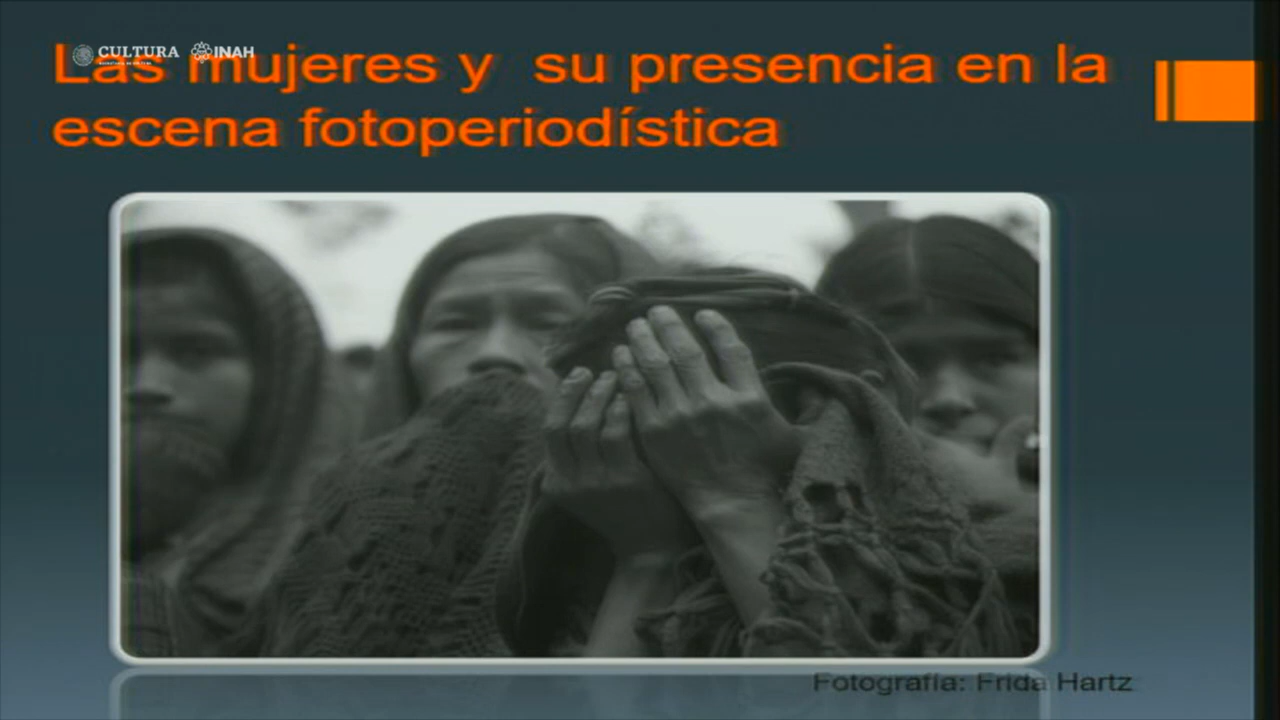 CULTURA INAH
Las mujeres y su presencia en la
escena fotoperiodística
Fotografía: Frida Hartz